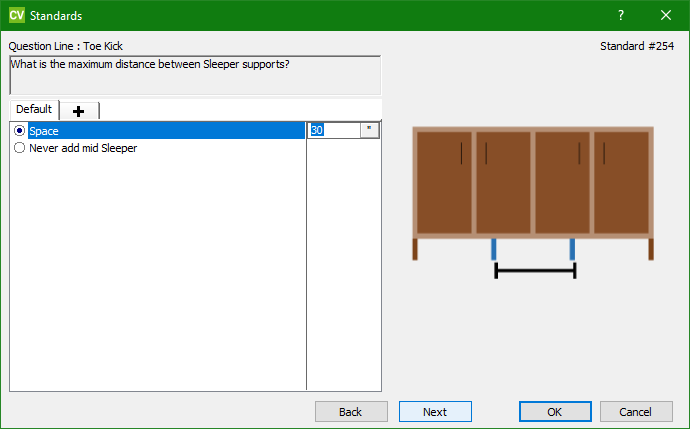 CV Standards ?
Question Line : Toe Kick Standard #254
What is the maximum distance between Sleeper supports?
Default +
Space 30 "
Never add mid Sleeper
Back Next OK Cancel